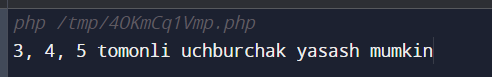 php /tmp/4OKmCq1Vmp.php
3, 4, 5 tomonli uchburchak yasash mumkin